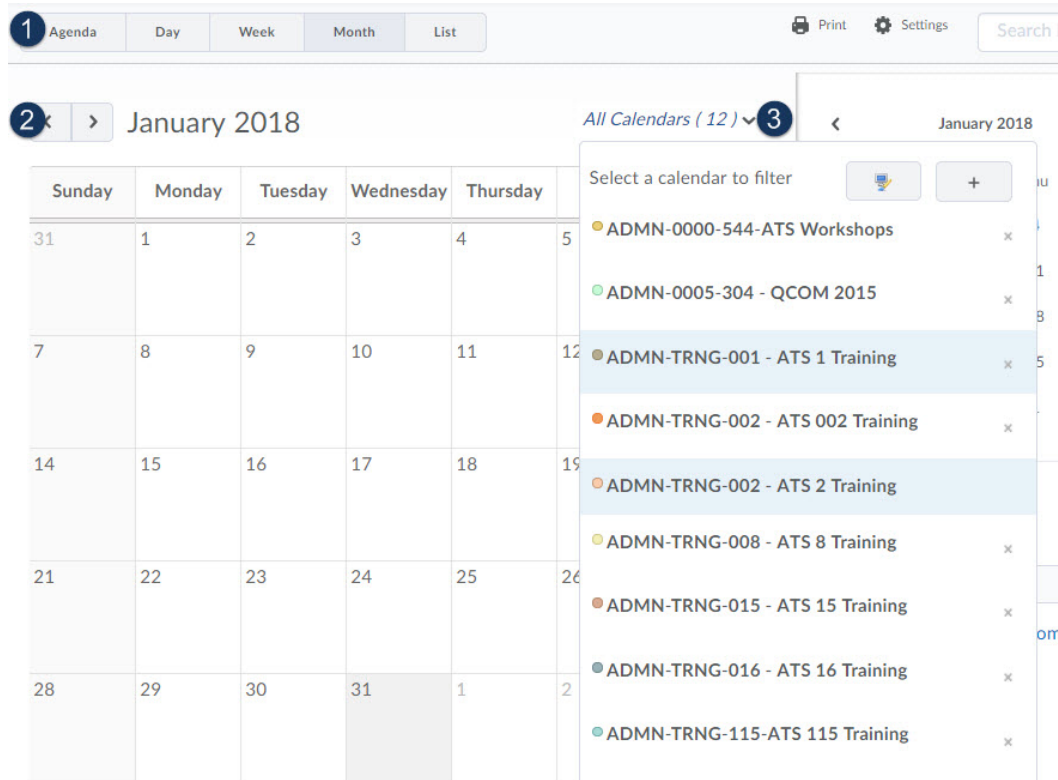 1 Agenda Day Week Month List Print Settings Search
2 January 2018 All Calendars ( 12 ) 3 January 2018
Select a calendar to filter +
Sunday Monday Tuesday Wednesday Thursday
ADMN-0000-544-ATS Workshops
31 1 2 3 4 5
ADMN-0005-304 - QCOM 2015
7 8 9 10 11 12
ADMN-TRNG-001 - ATS 1 Training
ADMN-TRNG-002 - ATS 002 Training
14 15 16 17 18 19
ADMN-TRNG-002 - ATS 2 Training
ADMN-TRNG-008 - ATS 8 Training
21 22 23 24 25 26
ADMN-TRNG-015 - ATS 15 Training
ADMN-TRNG-016 - ATS 16 Training
28 29 30 31 1 2
ADMN-TRNG-115-ATS 115 Training